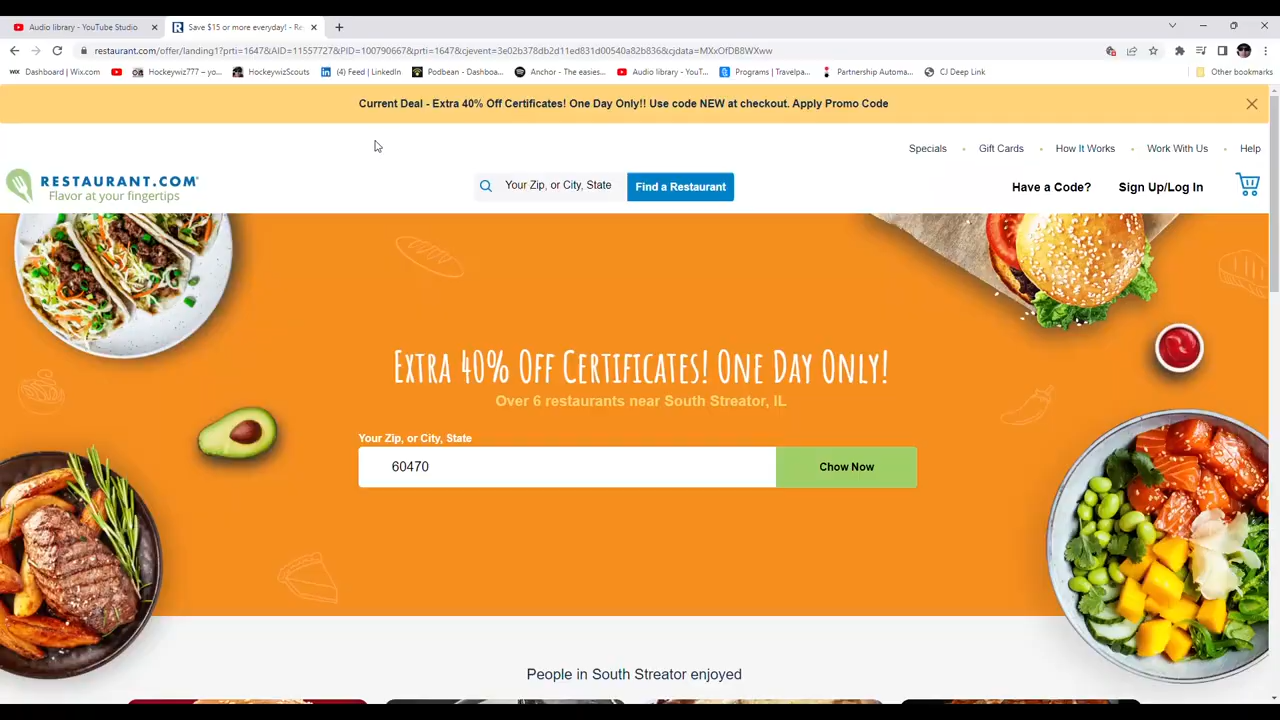 Audio library - YouTube Studio
Save $15 or more everyday! - Re
restaurant.com/offer/landing1?prti=1647&AID=11557727&PID=100790667&prti=1647&cjevent=3e02b378db2d11ed831d00540a82b836&cjdata=MXxOfDB8WXww
WIX Dashboard | Wix.com
Hockeywiz777 – yo...
HockeywizScouts
(4) Feed | LinkedIn
Podbean - Dashboa...
Anchor - The easies...
Audio library - YouT...
Programs | Travelpa...
Partnership Automa...
CJ Deep Link
Other bookmarks
Current Deal - Extra 40% Off Certificates! One Day Only!! Use code NEW at checkout. Apply Promo Code
Specials
Gift Cards
How It Works
Work With Us
Help
RESTAURANT.COM
Flavor at your fingertips
Your Zip, or City, State
Find a Restaurant
Have a Code?
Sign Up/Log In
Extra 40% Off Certificates! One Day Only!
Over 6 restaurants near South Streator, IL
Your Zip, or City, State
60470
Chow Now
People in South Streator enjoyed